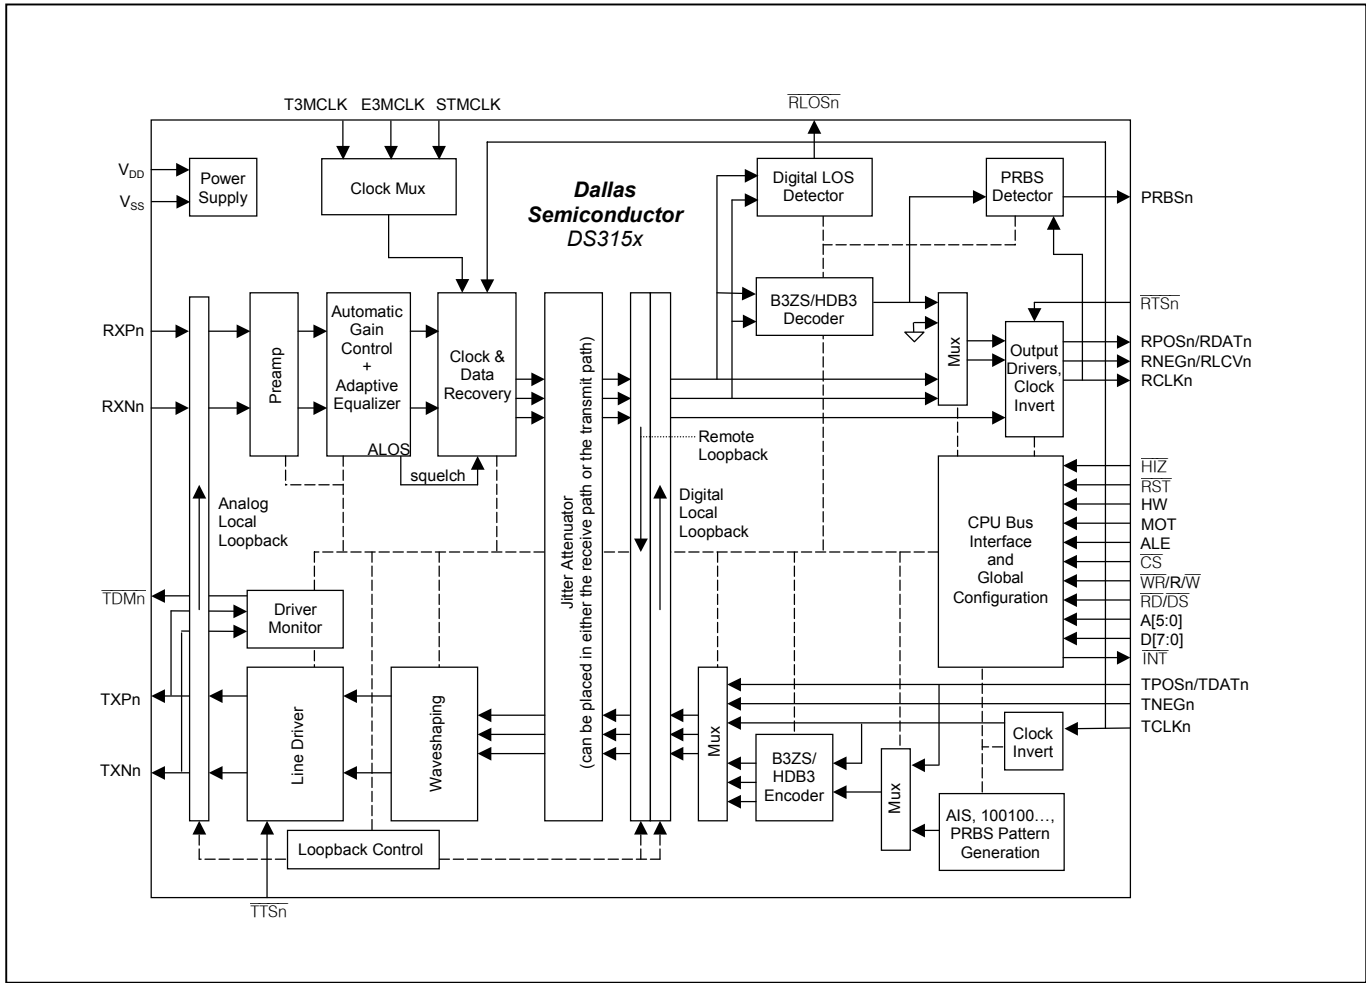 T3MCLK E3MCLK STMCLK
RLOSn
VDD
VSS
Power
Supply
Clock Mux
Dallas
Semiconductor
DS315x
Digital LOS
Detector
PRBS
Detector
PRBSn
RXPn
RXNn
Preamp
Automatic
Gain
Control
+
Adaptive
Equalizer
ALOS
squelch
Clock &
Data
Recovery
Jitter Attenuator
(can be placed in either the receive path or the transmit path)
B3ZS/HDB3
Decoder
Mux
Output
Drivers,
Clock
Invert
RTSn
RPOSn/RDATn
RNEGn/RLCVn
RCLKn
Remote
Loopback
Digital
Local
Loopback
Analog
Local
Loopback
CPU Bus
Interface
and
Global
Configuration
HIZ
RST
HW
MOT
ALE
CS
WR/R/W
RD/DS
A[5:0]
D[7:0]
INT
TDMn
Driver
Monitor
TXPn
TXNn
Line Driver
Waveshaping
Mux
B3ZS/
HDB3
Encoder
Mux
Clock
Invert
TPOSn/TDATn
TNEGn
TCLKn
AIS, 100100…,
PRBS Pattern
Generation
Loopback Control
TTSn